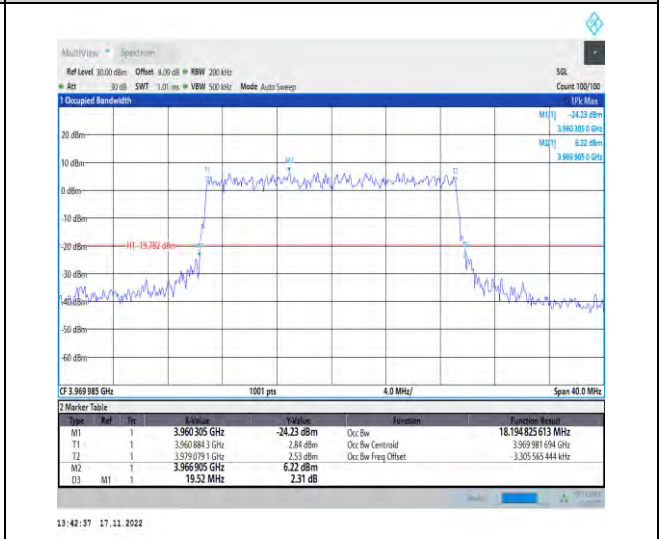 MultiView Spectrum
Ref Level 30.00 dBm Offset 8.09 dB RBW 200 kHz SGL
Att 30 dB SWT 1.01 ms VBW 500 kHz Mode Auto Sweep Count 100/100
1 Occupied Bandwidth 1Pk Max
M1[1] -24.23 dBm
3.960 305 0 GHz
M2[1] 6.22 dBm
3.966 905 0 GHz
20 dBm
10 dBm
T1 M2 T2
0 dBm
-10 dBm
-20 dBm H1 -19.782 dBm
-30 dBm
-40 dBm
-50 dBm
-60 dBm
CF 3.969 985 GHz 1001 pts 4.0 MHz/ Span 40.0 MHz
2 Marker Table
Type Ref Trc X-Value Y-Value Function Function Result
M1 1 3.960305 GHz -24.23 dBm Occ Bw 18.194 825 613 MHz
T1 1 3.960 884 3 GHz 2.84 dBm Occ Bw Centroid 3.969 981 694 GHz
T2 1 3.979 079 1 GHz 2.53 dBm Occ Bw Freq Offset -3.305 565 444 kHz
M2 1 3.966905 GHz 6.22 dBm
D3 M1 1 19.52 MHz 2.31 dB
13:42:37 17.11.2022